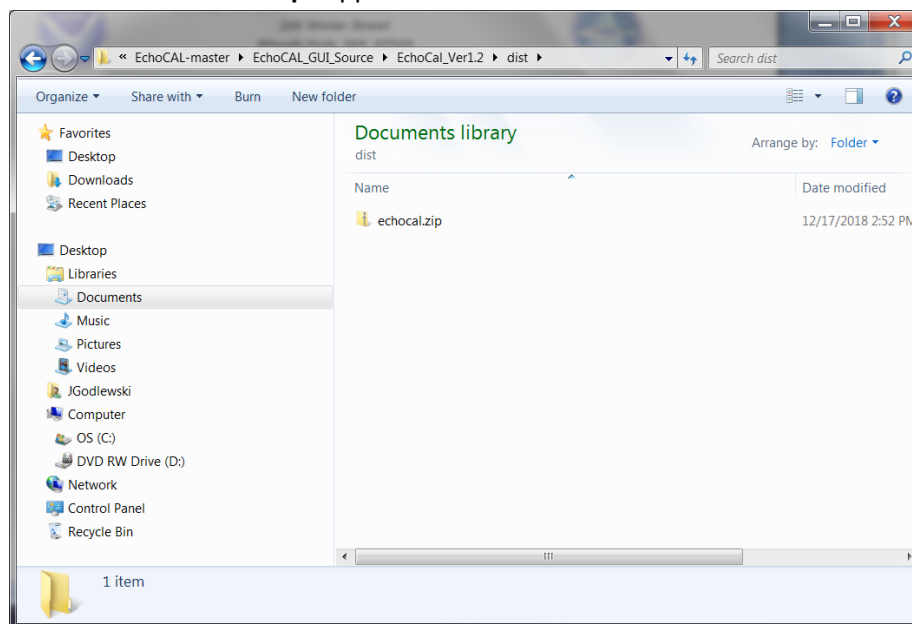 « EchoCAL-master ▸ EchoCAL_GUI_Source ▸ EchoCal_Ver1.2 ▸ dist ▸ Search dist
Organize Share with Burn New folder
Favorites
Desktop
Downloads
Recent Places
Desktop
Libraries
Documents
Music
Pictures
Videos
JGodlewski
Computer
OS (C:)
DVD RW Drive (D:)
Network
Control Panel
Recycle Bin
Documents library
dist
Arrange by: Folder
Name Date modified
echocal.zip 12/17/2018 2:52 PM
1 item